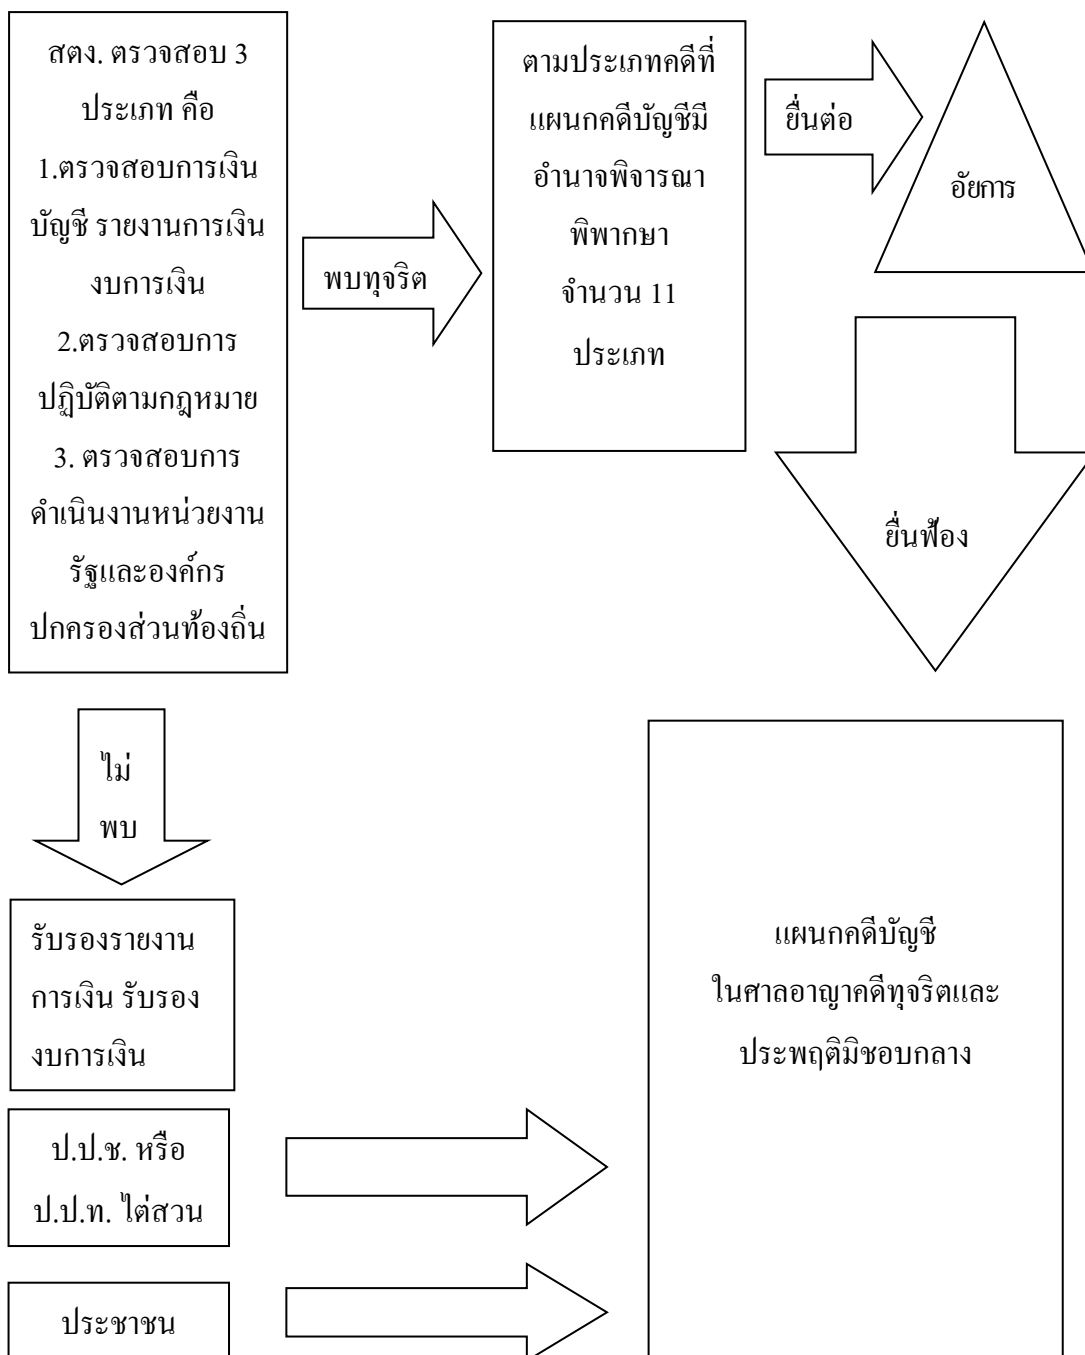 สตง. ตรวจสอบ 3
ประเภท คือ
1.ตรวจสอบการเงิน
บัญชี รายงานการเงิน
งบการเงิน
2.ตรวจสอบการ
ปฏิบัติตามกฎหมาย
3. ตรวจสอบการ
ดำเนินงานหน่วยงาน
รัฐและองค์กร
ปกครองส่วนท้องถิ่น
พบทุจริต
ตามประเภทคดีที่
แผนกคดีบัญชีมี
อำนาจพิจารณา
พิพากษา
จำนวน 11
ประเภท
ยื่นต่อ
อัยการ
ยื่นฟ้อง
ไม่
พบ
รับรองรายงาน
การเงิน รับรอง
งบการเงิน
ป.ป.ช. หรือ
ป.ป.ท. ไต่สวน
ประชาชน
แผนกคดีบัญชี
ในศาลอาญาคดีทุจริตและ
ประพฤติมิชอบกลาง